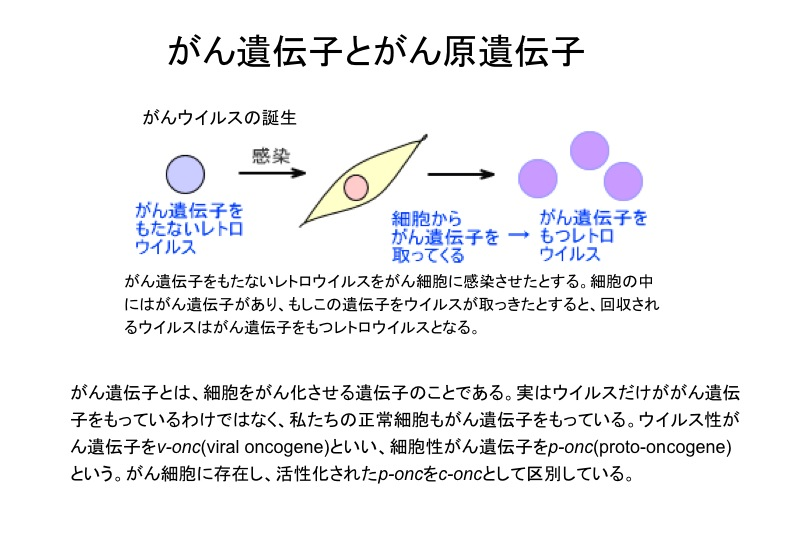 がん遺伝子とがん原遺伝子
がんウイルスの誕生
感染
がん遺伝子を
もたないレトロ
ウイルス
細胞から
がん遺伝子を
取ってくる
→
がん遺伝子を
もつレトロ
ウイルス
がん遺伝子をもたないレトロウイルスをがん細胞に感染させたとする。細胞の中
にはがん遺伝子があり、もしこの遺伝子をウイルスが取っきたとすると、回収され
るウイルスはがん遺伝子をもつレトロウイルスとなる。
がん遺伝子とは、細胞をがん化させる遺伝子のことである。実はウイルスだけががん遺伝
子をもっているわけではなく、私たちの正常細胞もがん遺伝子をもっている。ウイルス性が
ん遺伝子をv-onc(viral oncogene)といい、細胞性がん遺伝子をp-onc(proto-oncogene)
という。がん細胞に存在し、活性化されたp-oncをc-oncとして区別している。